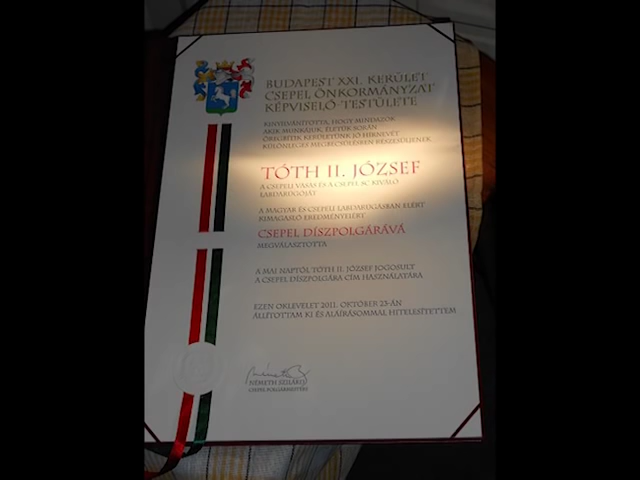 BUDAPEST XXI. KERÜLET
CSEPEL ÖNKORMÁNYZAT
KÉPVISELŐ-TESTÜLETE
KINYILVÁNÍTOTTA, HOGY MINDAZOK
AKIK MUNKÁJUK, ÉLETÜK SORÁN
ÖREGBÍTIK KERÜLETÜNK JÓ HÍRNEVÉT
KÜLÖNLEGES MEGBECSÜLÉSBEN RÉSZESÜLJENEK.
TÓTH II. JÓZSEF
A CSEPELI VASAS ÉS A CSEPEL SC KIVÁLÓ
LABDARÚGÓJÁT
A MAGYAR ÉS CSEPELI LABDARÚGÁSBAN ELÉRT
KIMAGASLÓ EREDMÉNYEIÉRT
CSEPEL DÍSZPOLGÁRÁVÁ
MEGVÁLASZTOTTA
A MAI NAPTÓL TÓTH II. JÓZSEF JOGOSULT
A CSEPEL DÍSZPOLGÁRA CÍM HASZNÁLATÁRA
EZEN OKLEVELET 2011. OKTÓBER 23-ÁN
ÁLLÍTOTTAM KI ÉS ALÁÍRÁSOMMAL HITELESÍTETTEM
NÉMETH SZILÁRD
CSEPEL POLGÁRMESTERE